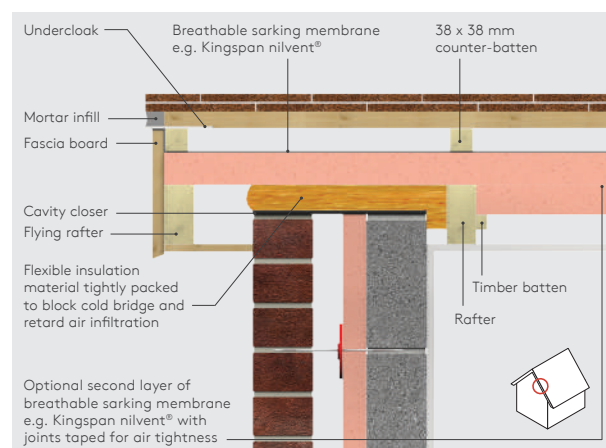 Undercloak
Breathable sarking membrane
e.g. Kingspan nilvent®
38 x 38 mm
counter-batten
Mortar infill
Fascia board
Cavity closer
Flying rafter
Flexible insulation
material tightly packed
to block cold bridge and
retard air infiltration
Timber batten
Rafter
Optional second layer of
breathable sarking membrane
e.g. Kingspan nilvent® with
joints taped for air tightness